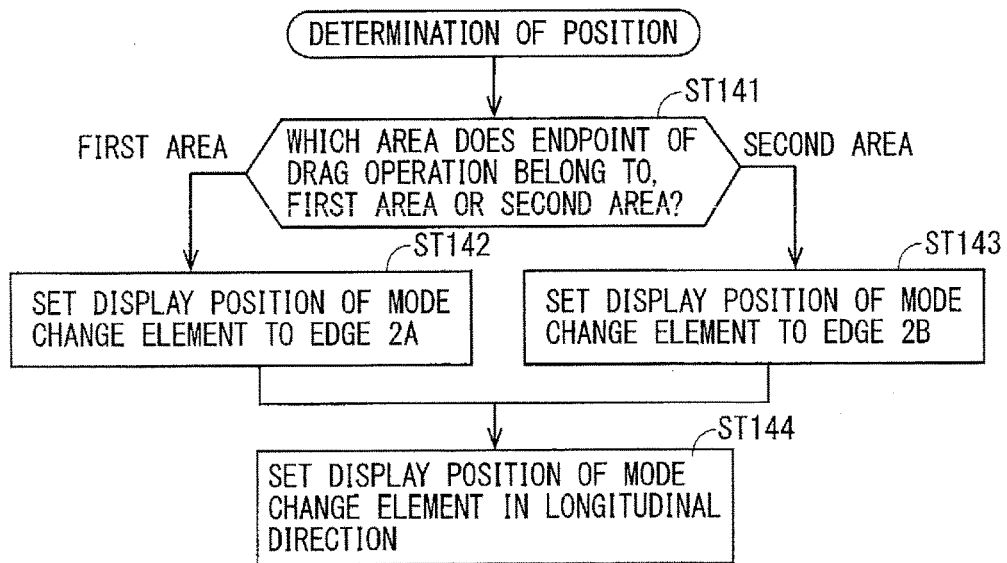 DETERMINATION OF POSITION
ST141
FIRST AREA
WHICH AREA DOES ENDPOINT OF
DRAG OPERATION BELONG TO,
FIRST AREA OR SECOND AREA?
SECOND AREA
ST142
SET DISPLAY POSITION OF MODE
CHANGE ELEMENT TO EDGE 2A
ST143
SET DISPLAY POSITION OF MODE
CHANGE ELEMENT TO EDGE 2B
ST144
SET DISPLAY POSITION OF MODE
CHANGE ELEMENT IN LONGITUDINAL
DIRECTION